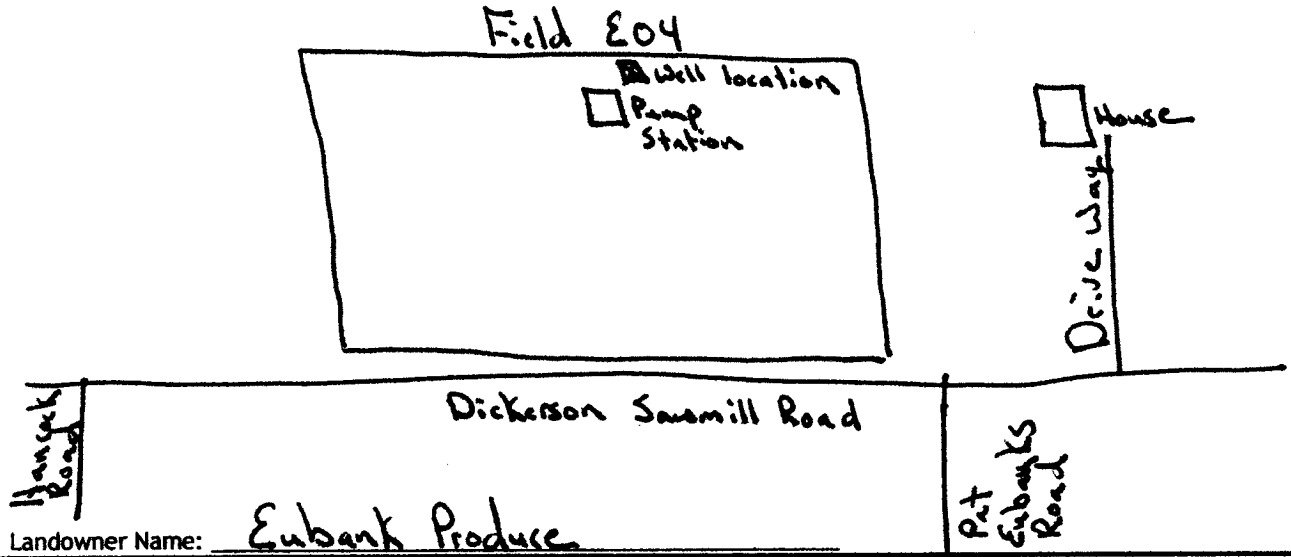 Field E04
Well location
Pump
Station
House
Drive Way
Dickerson Sawmill Road
Hancock
Road
Pat
Eubanks
Road
Landowner Name: Eubank Produce